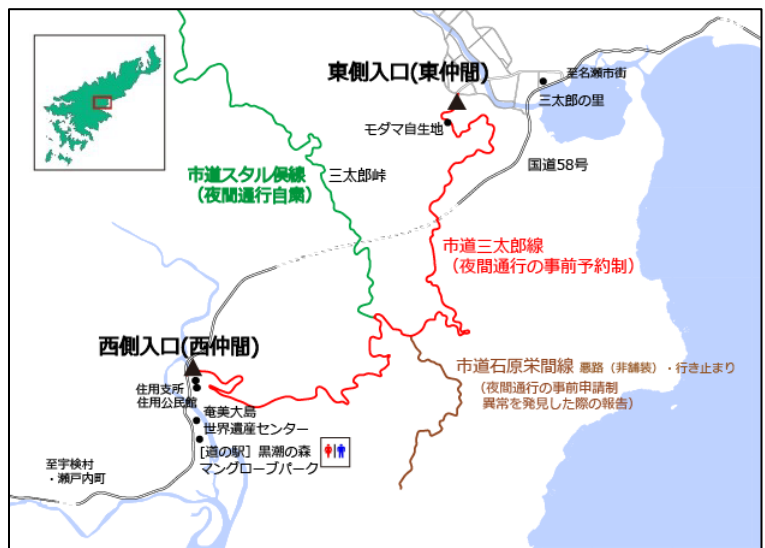 東側入口(東仲間)
至名瀬市街
三太郎の里
モダマ自生地
国道58号
市道スタル俣線
（夜間通行自粛）
三太郎峠
市道三太郎線
（夜間通行の事前予約制）
西側入口(西仲間)
住用支所
住用公民館
奄美大島
世界遺産センター
[道の駅］黒潮の森
マングローブパーク
至宇検村
・瀬戸内町
市道石原栄間線 悪路（非舗装）・行き止まり
（夜間通行の事前申請制
異常を発見した際の報告）